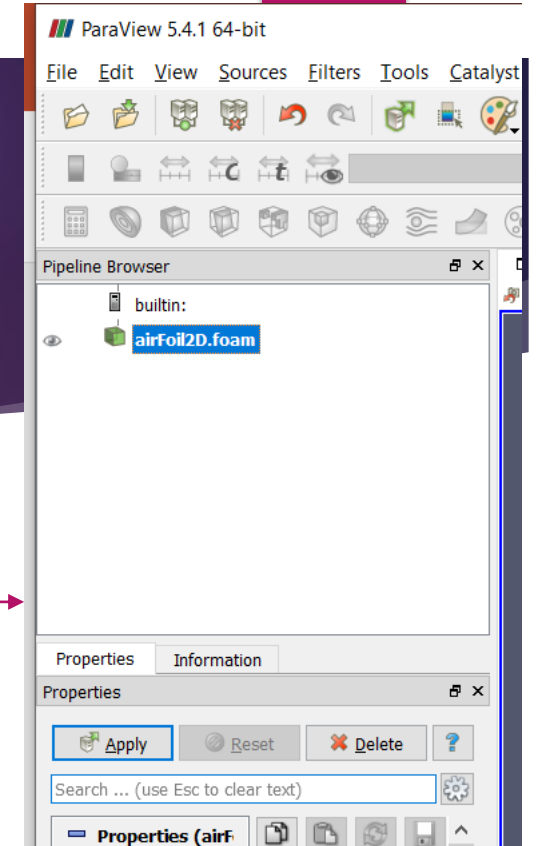 ParaView 5.4.1 64-bit
File Edit View Sources Filters Tools Catalyst
Pipeline Browser
builtin:
airFoil2D.foam
Properties Information
Properties
Apply Reset Delete ?
Search ... (use Esc to clear text)
Properties (airF